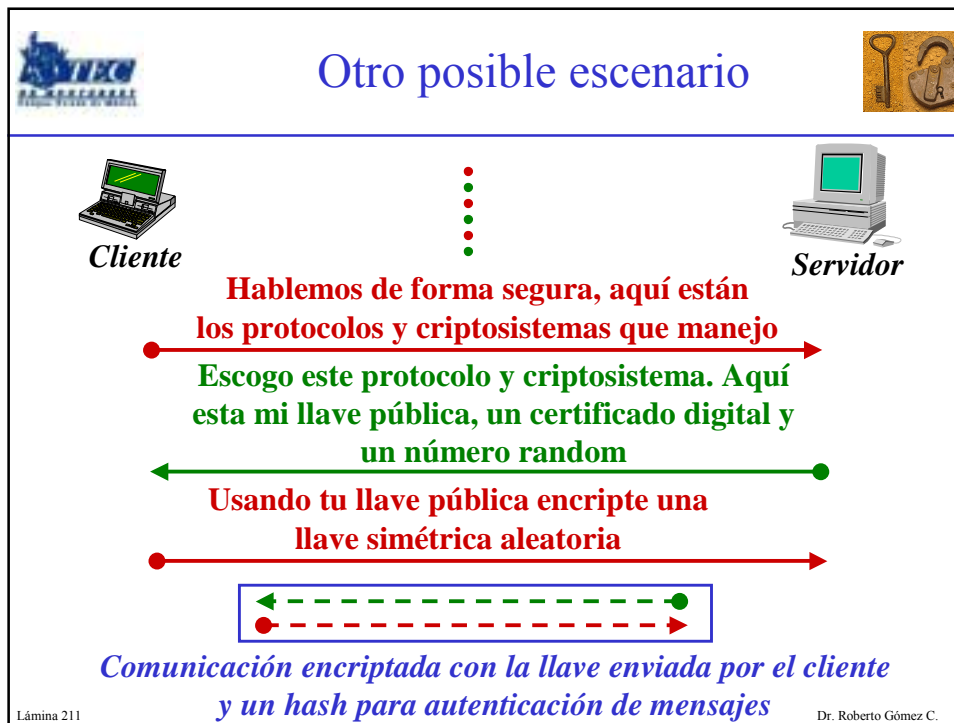 TEC
DE MONTERREY
Otro posible escenario
Cliente
Servidor
Hablemos de forma segura, aquí están
los protocolos y criptosistemas que manejo
Escogo este protocolo y criptosistema. Aquí
esta mi llave pública, un certificado digital y
un número random
Usando tu llave pública encripte una
llave simétrica aleatoria
Comunicación encriptada con la llave enviada por el cliente
y un hash para autenticación de mensajes
Lámina 211
Dr. Roberto Gómez C.